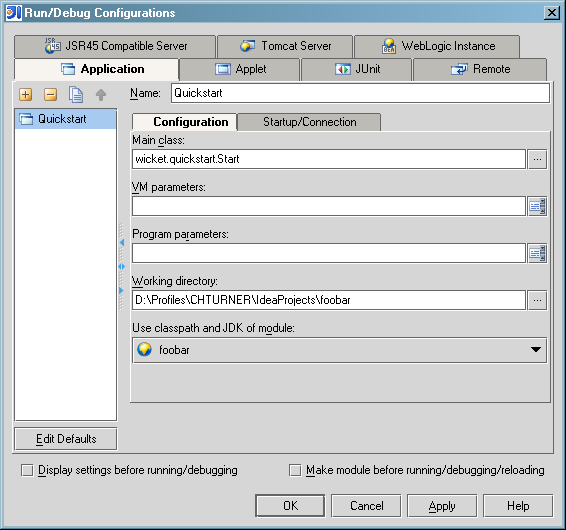 Run/Debug Configurations
JSR45 Compatible Server
Tomcat Server
WebLogic Instance
Application
Applet
JUnit
Remote
Name:
Quickstart
Quickstart
Configuration
Startup/Connection
Main class:
wicket.quickstart.Start
...
VM parameters:
Program parameters:
Working directory:
D:\Profiles\CHTURNER\IdeaProjects\foobar
...
Use classpath and JDK of module:
foobar
Edit Defaults
Display settings before running/debugging
Make module before running/debugging/reloading
OK
Cancel
Apply
Help